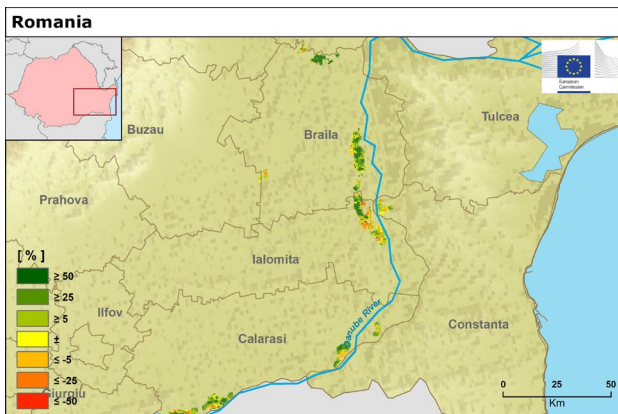 Romania
European
Commission
Tulcea
Buzau
Braila
Prahova
[ % ]
Ialomita
≥ 50
≥ 25
Ilfov
≥ 5
Danube River
Constanta
±
Calarasi
≤ -5
≤ -25
Giurgiu
≤ -50
0 25 50
Km